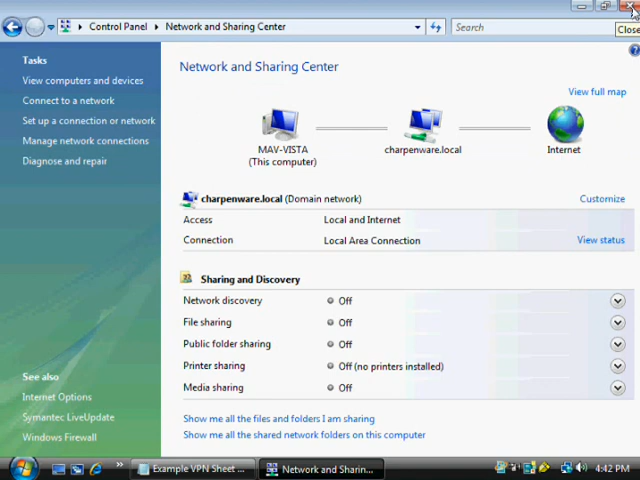 Control Panel ▸ Network and Sharing Center
Search
Close
Tasks
View computers and devices
Connect to a network
Set up a connection or network
Manage network connections
Diagnose and repair
Network and Sharing Center
View full map
MAV-VISTA
(This computer)
charpenware.local
Internet
charpenware.local (Domain network)
Customize
Access
Local and Internet
Connection
Local Area Connection
View status
Sharing and Discovery
Network discovery
Off
File sharing
Off
Public folder sharing
Off
Printer sharing
Off (no printers installed)
Media sharing
Off
Show me all the files and folders I am sharing
Show me all the shared network folders on this computer
See also
Internet Options
Symantec LiveUpdate
Windows Firewall
Example VPN Sheet ...
Network and Sharin...
4:42 PM